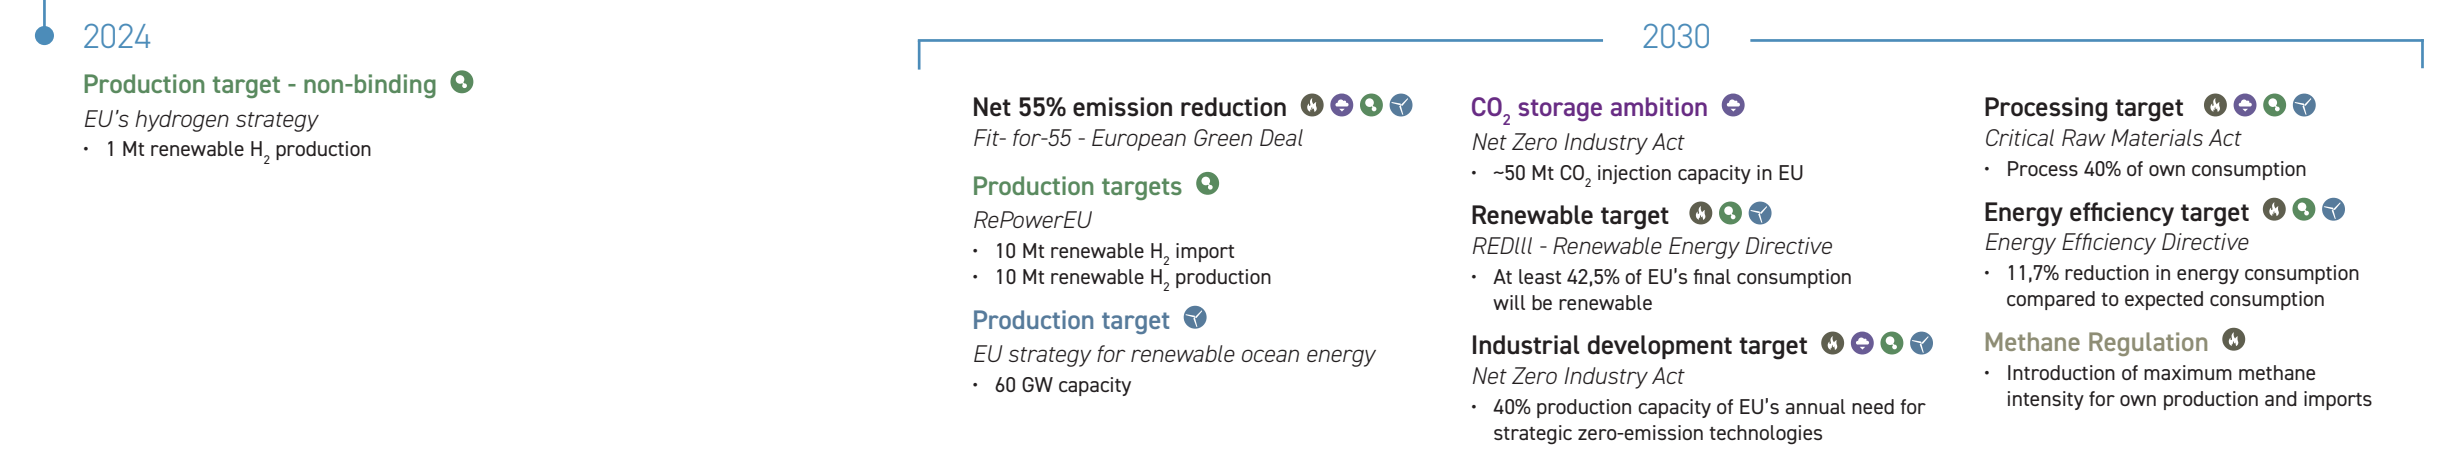 2024
Production target - non-binding
EU's hydrogen strategy
• 1 Mt renewable H₂ production
2030
Net 55% emission reduction
Fit- for-55 - European Green Deal
Production targets
RePowerEU
• 10 Mt renewable H₂ import
• 10 Mt renewable H₂ production
Production target
EU strategy for renewable ocean energy
• 60 GW capacity
CO₂ storage ambition
Net Zero Industry Act
• ~50 Mt CO₂ injection capacity in EU
Renewable target
REDlll - Renewable Energy Directive
• At least 42,5% of EU's final consumption
will be renewable
Industrial development target
Net Zero Industry Act
• 40% production capacity of EU's annual need for
strategic zero-emission technologies
Processing target
Critical Raw Materials Act
• Process 40% of own consumption
Energy efficiency target
Energy Efficiency Directive
• 11,7% reduction in energy consumption
compared to expected consumption
Methane Regulation
• Introduction of maximum methane
intensity for own production and imports